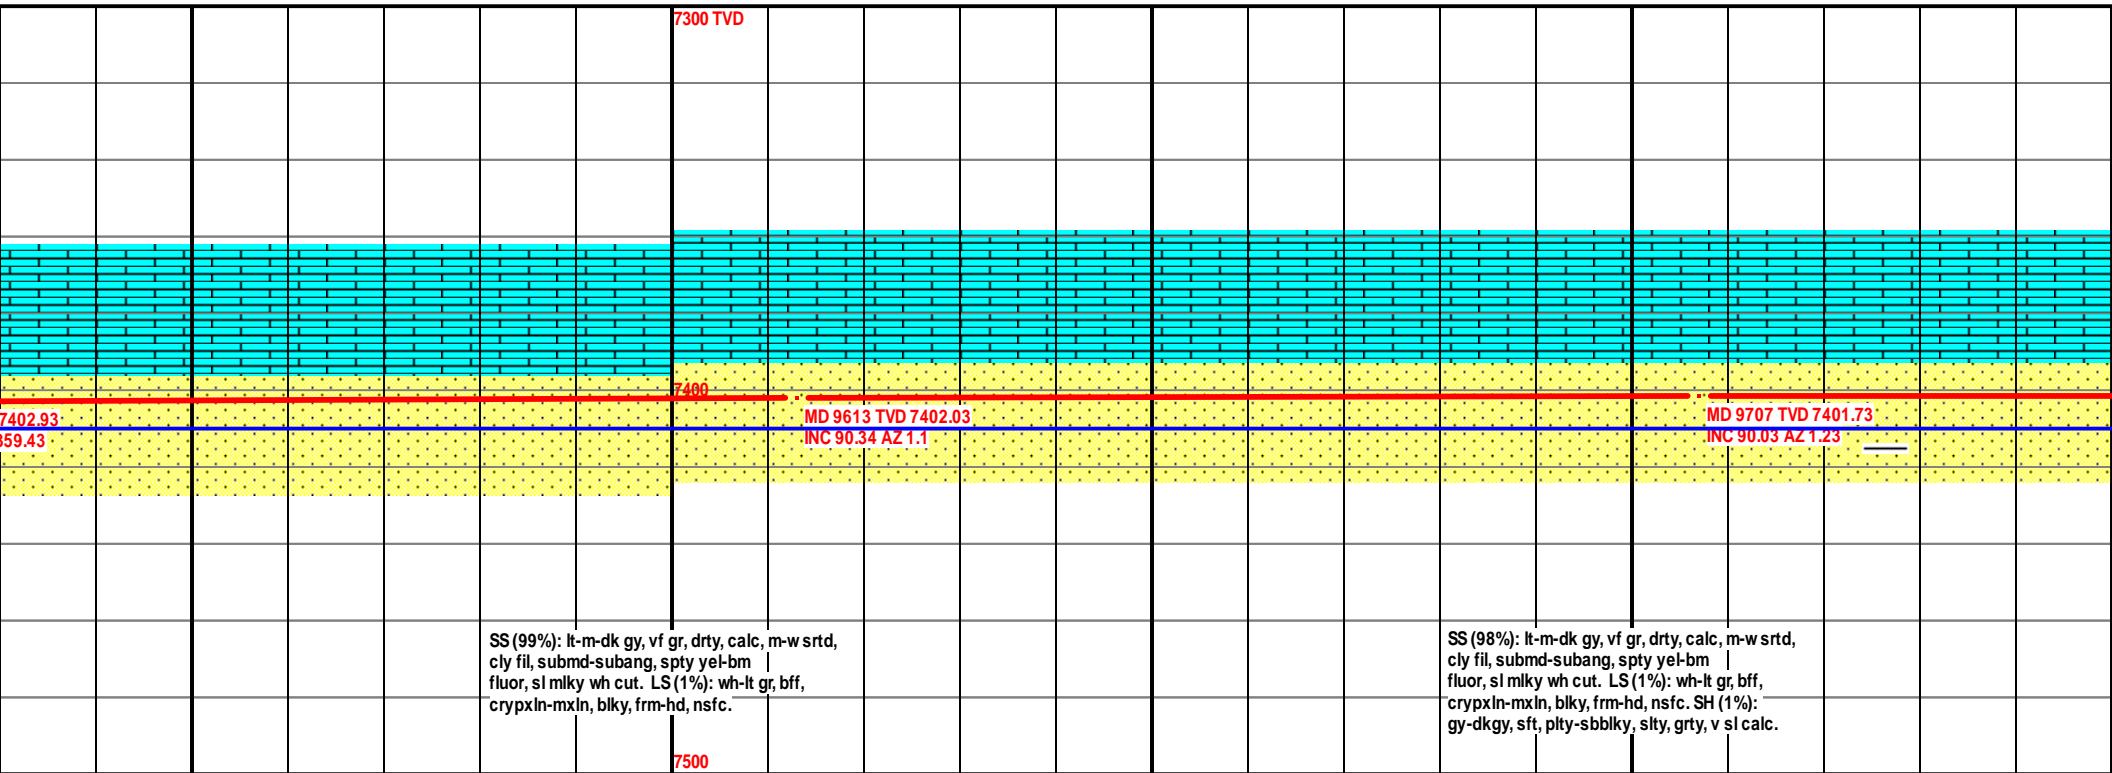 7300 TVD
7400
7402.93
359.43
MD 9613 TVD 7402.03
INC 90.34 AZ 1.1
MD 9707 TVD 7401.73
INC 90.03 AZ 1.23
SS (99%): lt-m-dk gy, vf gr, drty, calc, m-w srtd,
cly fil, submd-subang, spty yel-bm
fluor, sl mlky wh cut. LS (1%): wh-lt gr, bff,
crypxln-mxln, blky, frm-hd, nsfc.
SS (98%): lt-m-dk gy, vf gr, drty, calc, m-w srtd,
cly fil, submd-subang, spty yel-bm
fluor, sl mlky wh cut. LS (1%): wh-lt gr, bff,
crypxln-mxln, blky, frm-hd, nsfc. SH (1%):
gy-dkgy, sft, plty-sbblky, slty, grty, v sl calc.
7500